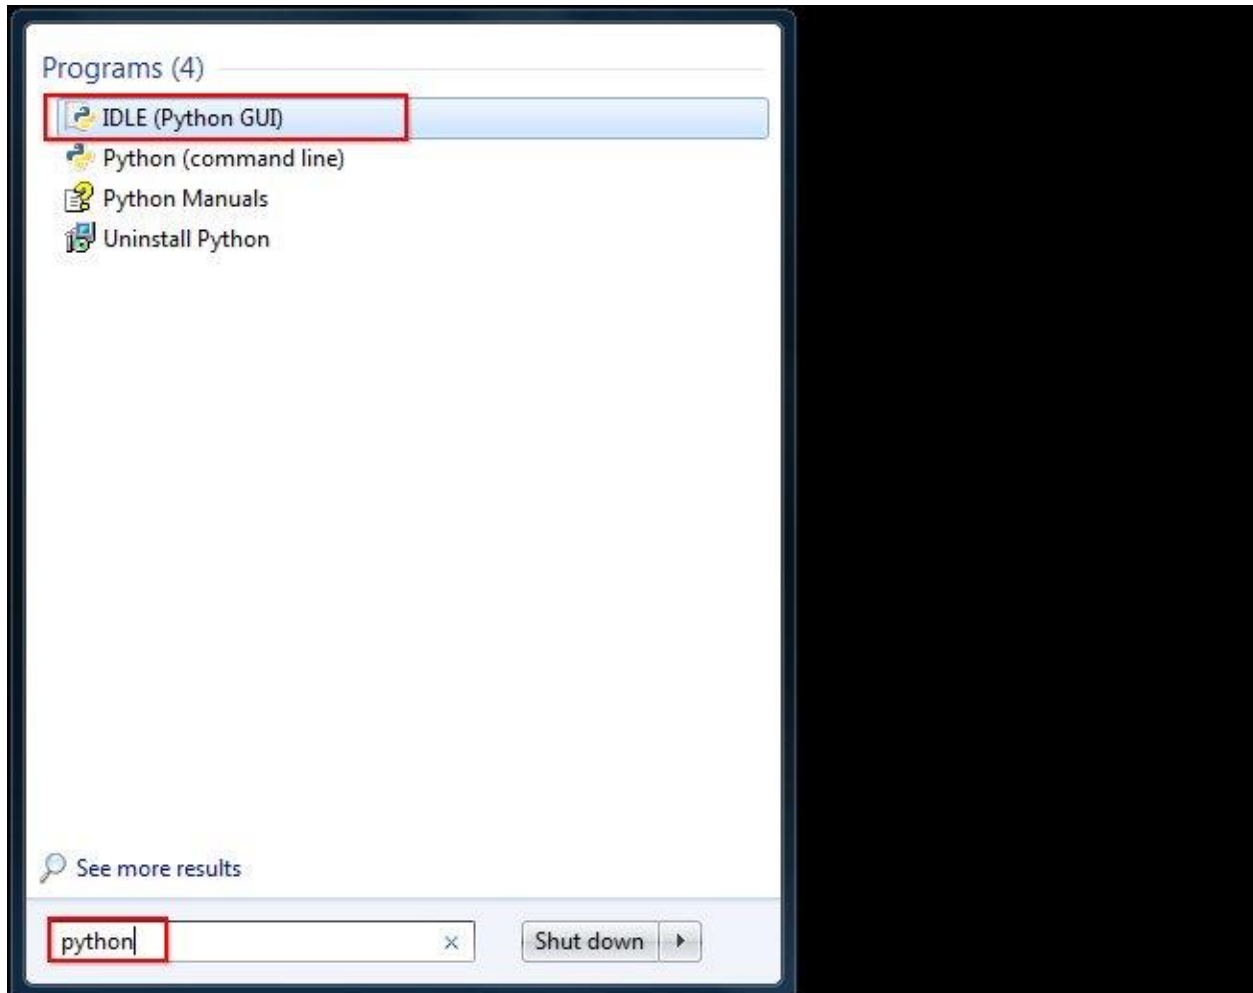 Programs (4)
IDLE (Python GUI)
Python (command line)
Python Manuals
Uninstall Python
See more results
python
Shut down